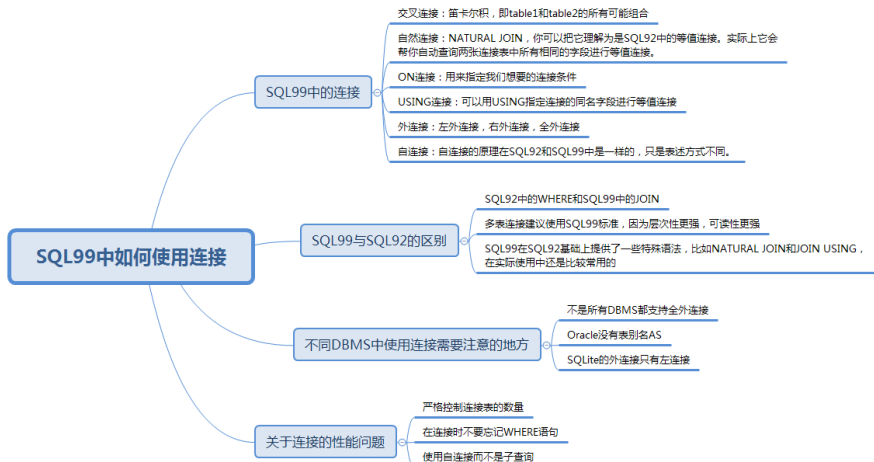 SQL99中如何使用连接
SQL99中的连接
交叉连接：笛卡尔积，即table1和table2的所有可能组合
自然连接：NATURAL JOIN，你可以把它理解为是SQL92中的等值连接。实际上它会
帮你自动查询两张连接表中所有相同的字段进行等值连接。
ON连接：用来指定我们想要的连接条件
USING连接：可以用USING指定连接的同名字段进行等值连接
外连接：左外连接，右外连接，全外连接
自连接：自连接的原理在SQL92和SQL99中是一样的，只是表述方式不同。
SQL99与SQL92的区别
SQL92中的WHERE和SQL99中的JOIN
多表连接建议使用SQL99标准，因为层次性更强，可读性更强
SQL99在SQL92基础上提供了一些特殊语法，比如NATURAL JOIN和JOIN USING，
在实际使用中还是比较常用的
不同DBMS中使用连接需要注意的地方
不是所有DBMS都支持全外连接
Oracle没有表别名AS
SQLite的外连接只有左连接
关于连接的性能问题
严格控制连接表的数量
在连接时不要忘记WHERE语句
使用自连接而不是子查询